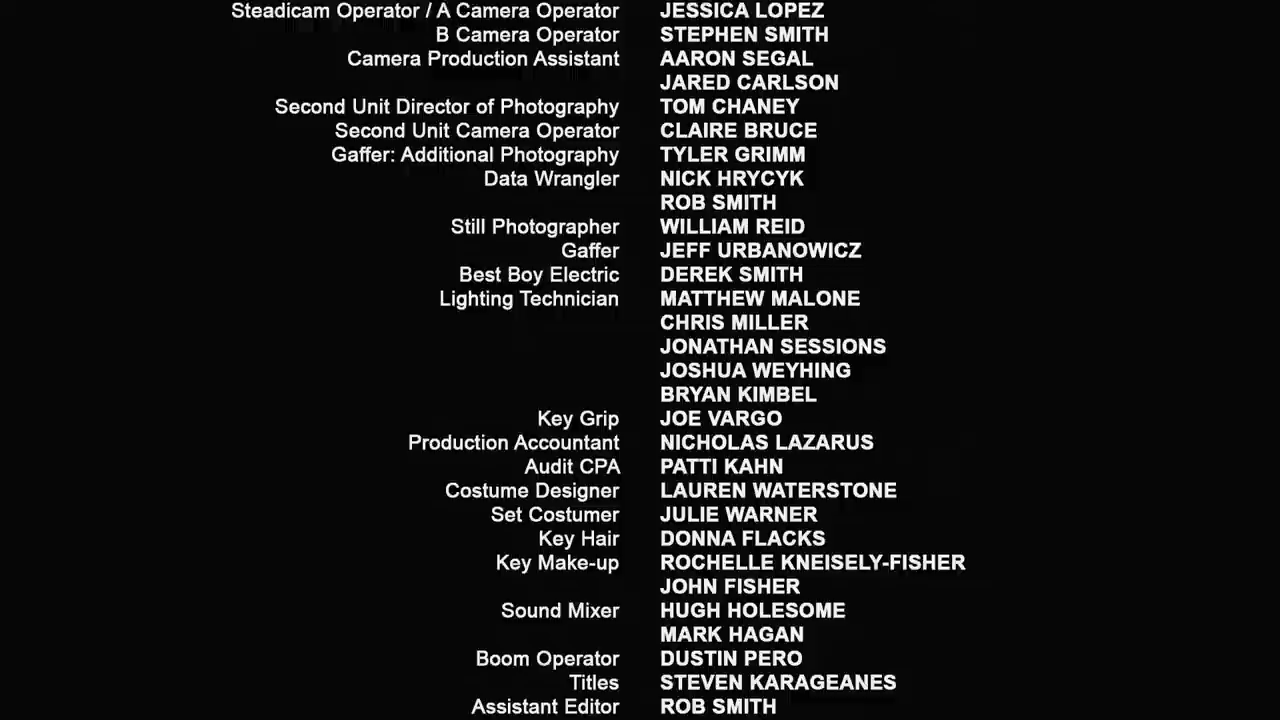 Steadicam Operator / A Camera Operator JESSICA LOPEZ
B Camera Operator STEPHEN SMITH
Camera Production Assistant AARON SEGAL
JARED CARLSON
Second Unit Director of Photography TOM CHANEY
Second Unit Camera Operator CLAIRE BRUCE
Gaffer: Additional Photography TYLER GRIMM
Data Wrangler NICK HRYCYK
ROB SMITH
Still Photographer WILLIAM REID
Gaffer JEFF URBANOWICZ
Best Boy Electric DEREK SMITH
Lighting Technician MATTHEW MALONE
CHRIS MILLER
JONATHAN SESSIONS
JOSHUA WEYHING
BRYAN KIMBEL
Key Grip JOE VARGO
Production Accountant NICHOLAS LAZARUS
Audit CPA PATTI KAHN
Costume Designer LAUREN WATERSTONE
Set Costumer JULIE WARNER
Key Hair DONNA FLACKS
Key Make-up ROCHELLE KNEISELY-FISHER
JOHN FISHER
Sound Mixer HUGH HOLESOME
MARK HAGAN
Boom Operator DUSTIN PERO
Titles STEVEN KARAGEANES
Assistant Editor ROB SMITH